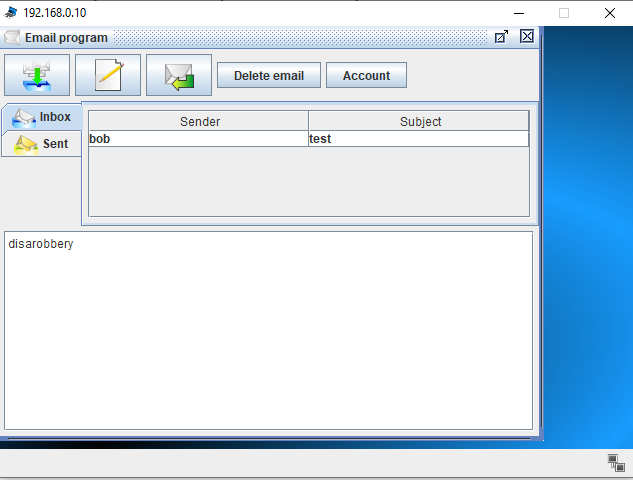 192.168.0.10
Email program
Delete email
Account
Inbox
Sent
Sender Subject
bob test
disarobbery